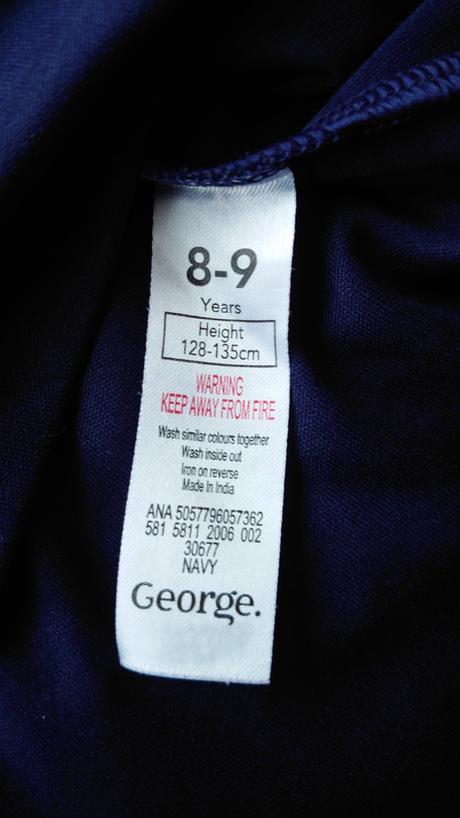 8-9
Years
Height
128-135cm
WARNING
KEEP AWAY FROM FIRE
Wash similar colours together
Wash inside out
Iron on reverse
Made In India
ANA 5057796057362
581 5811 2006 002
30677
NAVY
George.